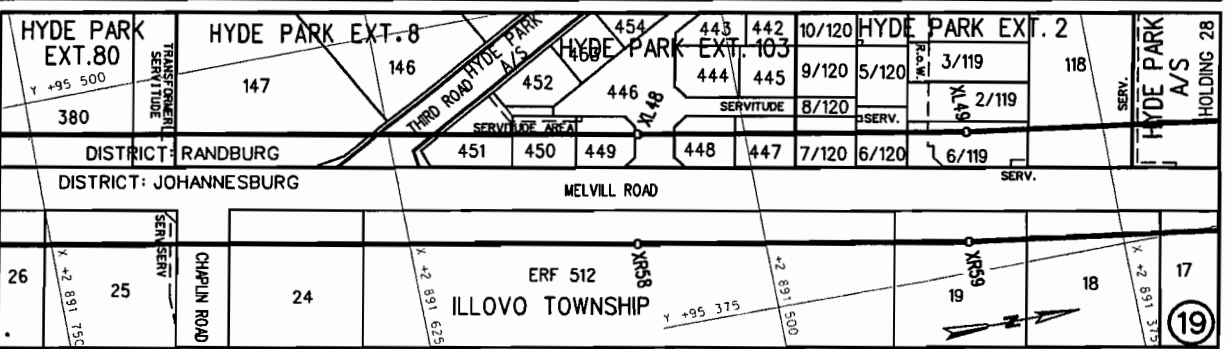 HYDE PARK
EXT.80
HYDE PARK EXT.8
HYDE PARK EXT. 103
HYDE PARK EXT. 2
HYDE PARK
A/S
HOLDING 28
TRANSFORMER
SERVITUDE
Y +95 500
380
147
146
THIRD ROAD
HYDE PARK
A/S
454
468
452
446
443
442
444
445
10/120
9/120
5/120
8/120
SERVITUDE
SERV.
R.o.W.
3/119
2/119
118
SERV.
XL48
XL49
SERVITUDE AREA
451
450
449
448
447
7/120
6/120
6/119
SERV.
DISTRICT: RANDBURG
DISTRICT: JOHANNESBURG
MELVILL ROAD
26
25
SERV
SERV
CHAPLIN ROAD
24
ERF 512
ILLOVO TOWNSHIP
XR58
XR59
19
18
17
X +2 891 750
X +2 891 625
Y +95 375
+2 891 500
X +2 891 375
N
19